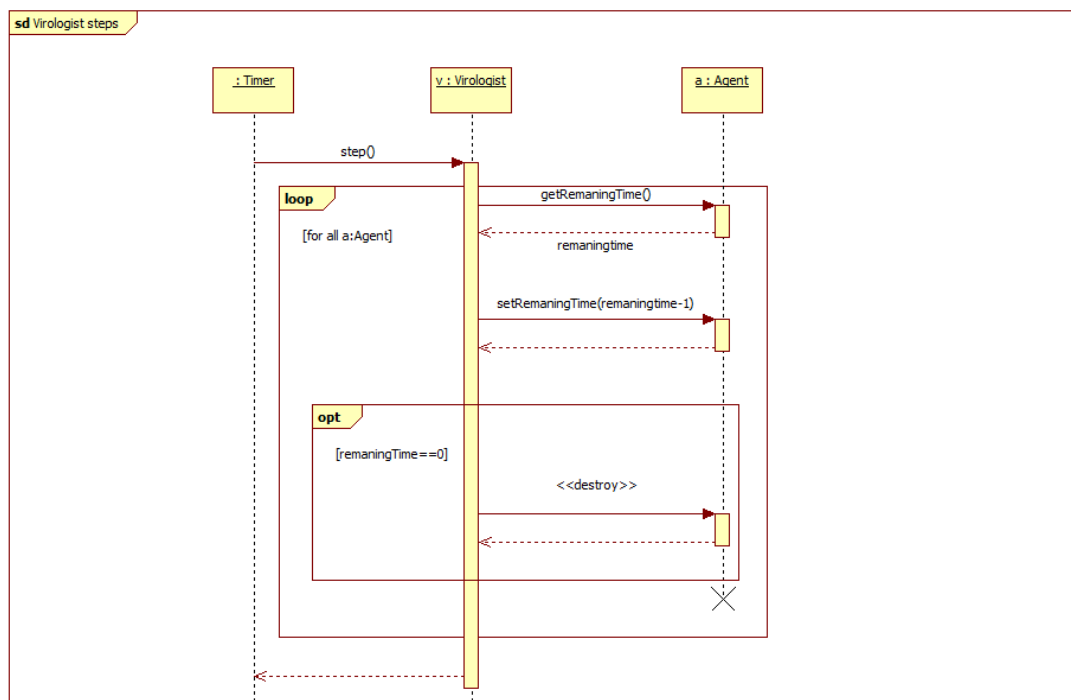 sd Virologist steps
: Timer
v : Virologist
a : Agent
step()
loop
getRemaningTime()
[for all a:Agent]
remaningtime
setRemaningTime(remaningtime-1)
opt
[remaningTime==0]
<<destroy>>